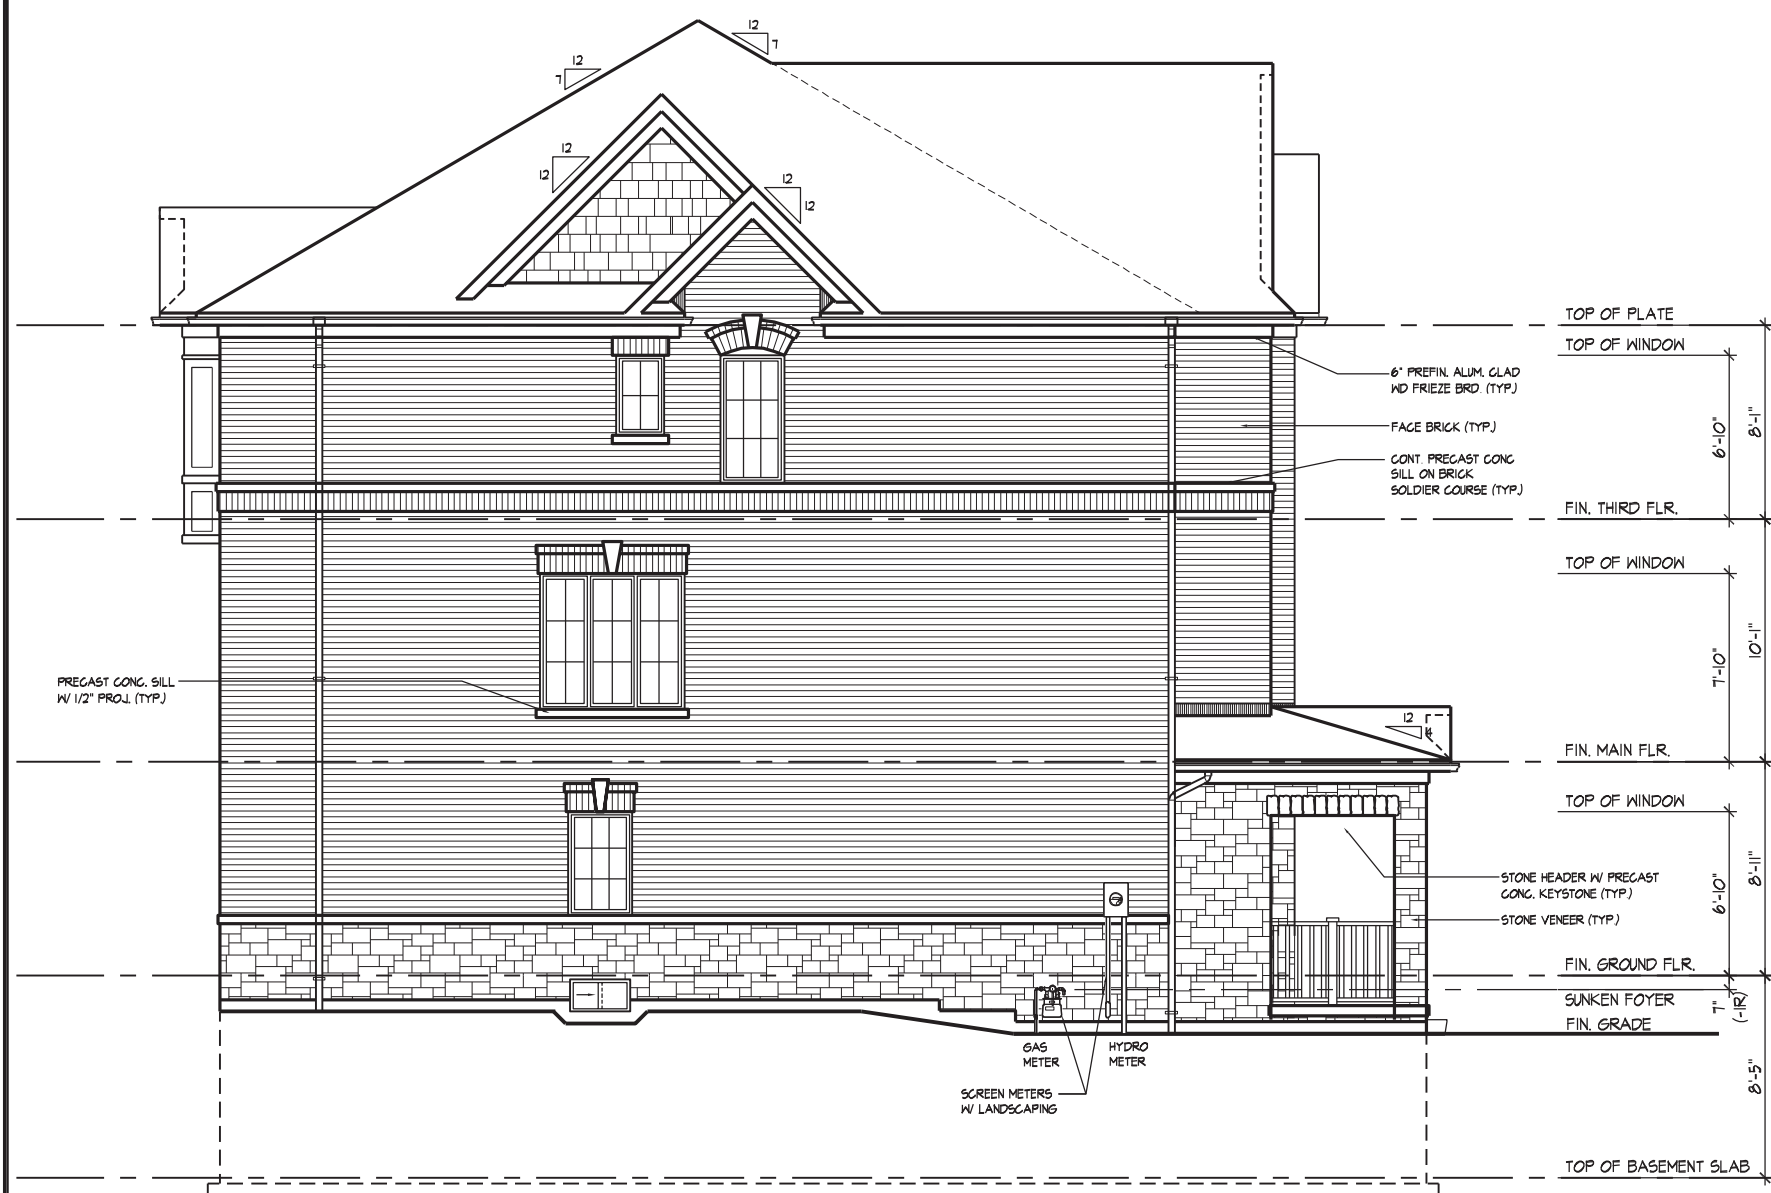 12
7
12
7
12
12
12
12
TOP OF PLATE
TOP OF WINDOW
6" PREFIN. ALUM. CLAD
WD FRIEZE BRD. (TYP.)
FACE BRICK (TYP.)
6'-10"
8'-1"
CONT. PRECAST CONC
SILL ON BRICK
SOLDIER COURSE (TYP.)
FIN. THIRD FLR.
TOP OF WINDOW
7'-10"
10'-1"
PRECAST CONC. SILL
W/ 1/2" PROJ. (TYP.)
12
4
FIN. MAIN FLR.
TOP OF WINDOW
6'-10"
8'-11"
STONE HEADER W/ PRECAST
CONC. KEYSTONE (TYP.)
STONE VENEER (TYP.)
FIN. GROUND FLR.
SUNKEN FOYER
7"
(-1R)
FIN. GRADE
GAS
METER
HYDRO
METER
SCREEN METERS
W/ LANDSCAPING
8'-5"
TOP OF BASEMENT SLAB